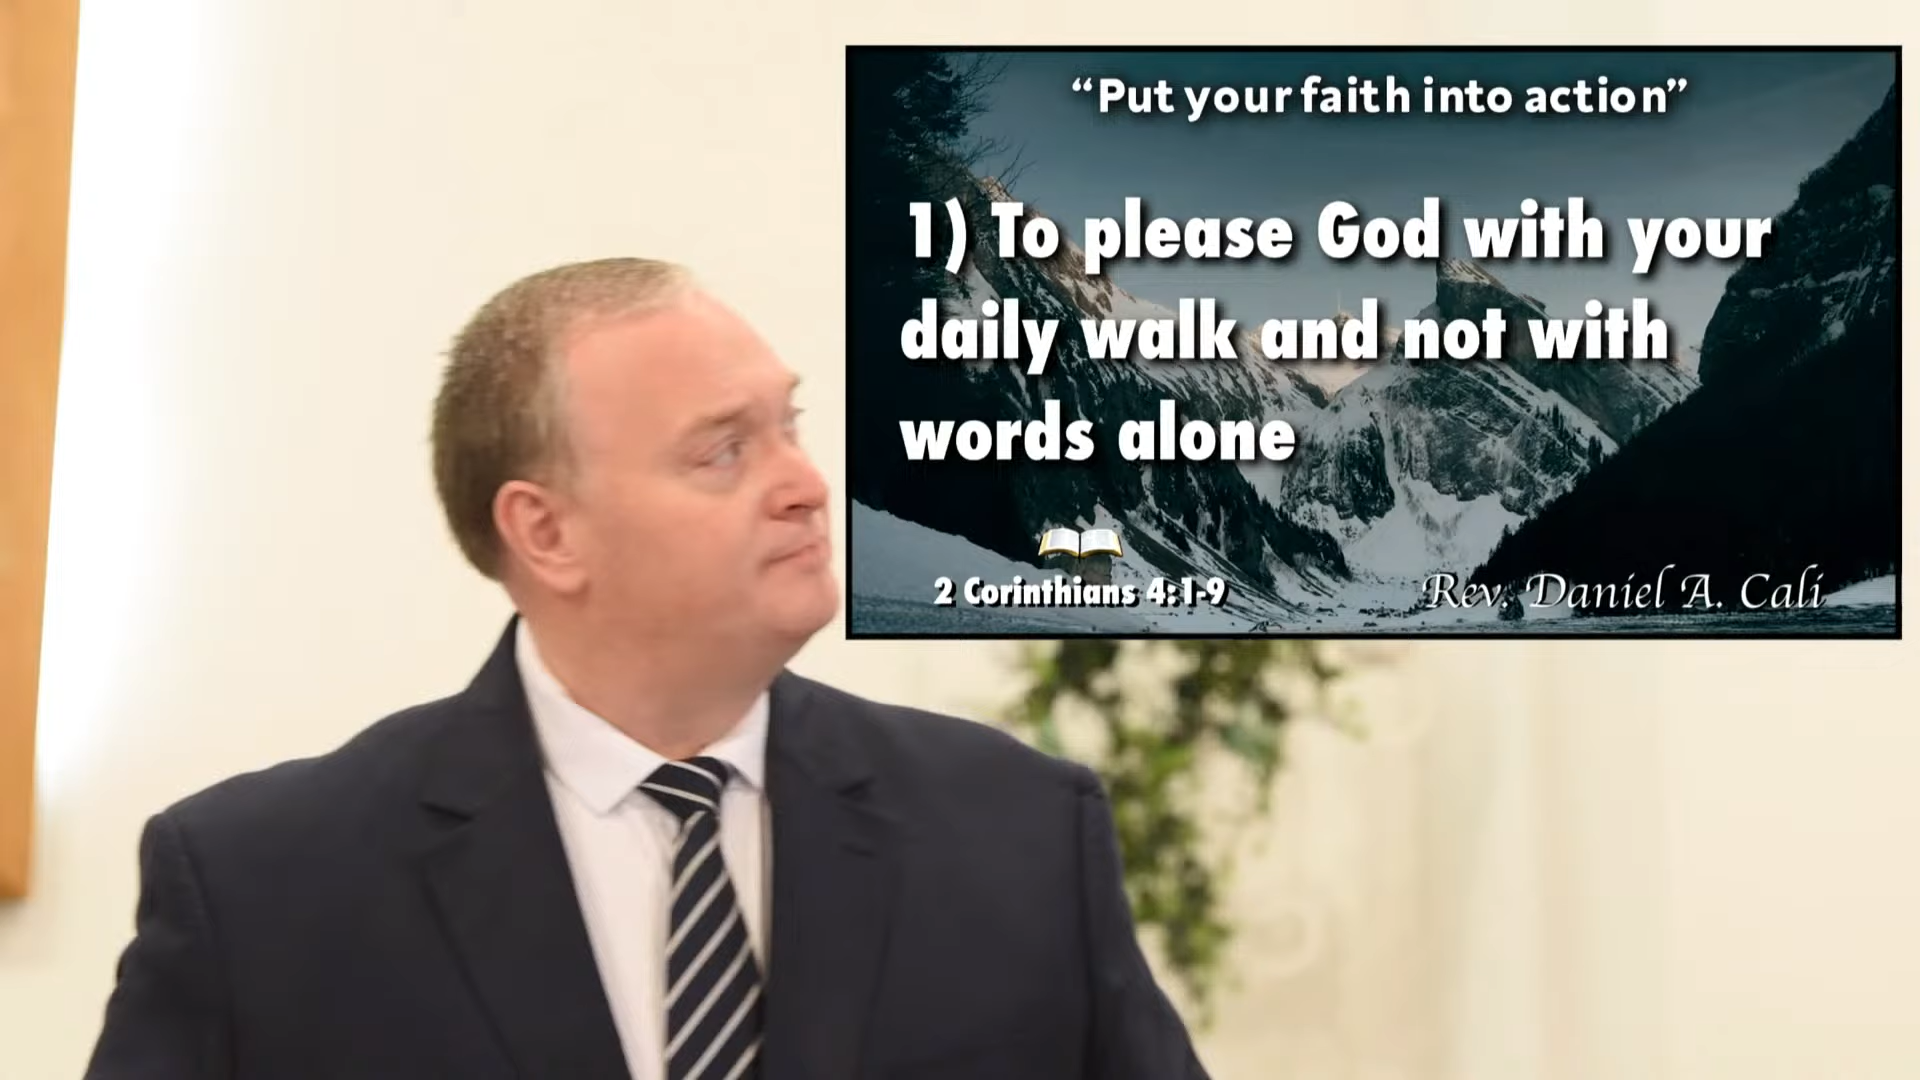 “Put your faith into action”
1) To please God with your
daily walk and not with
words alone
2 Corinthians 4:1-9
Rev. Daniel A. Cali